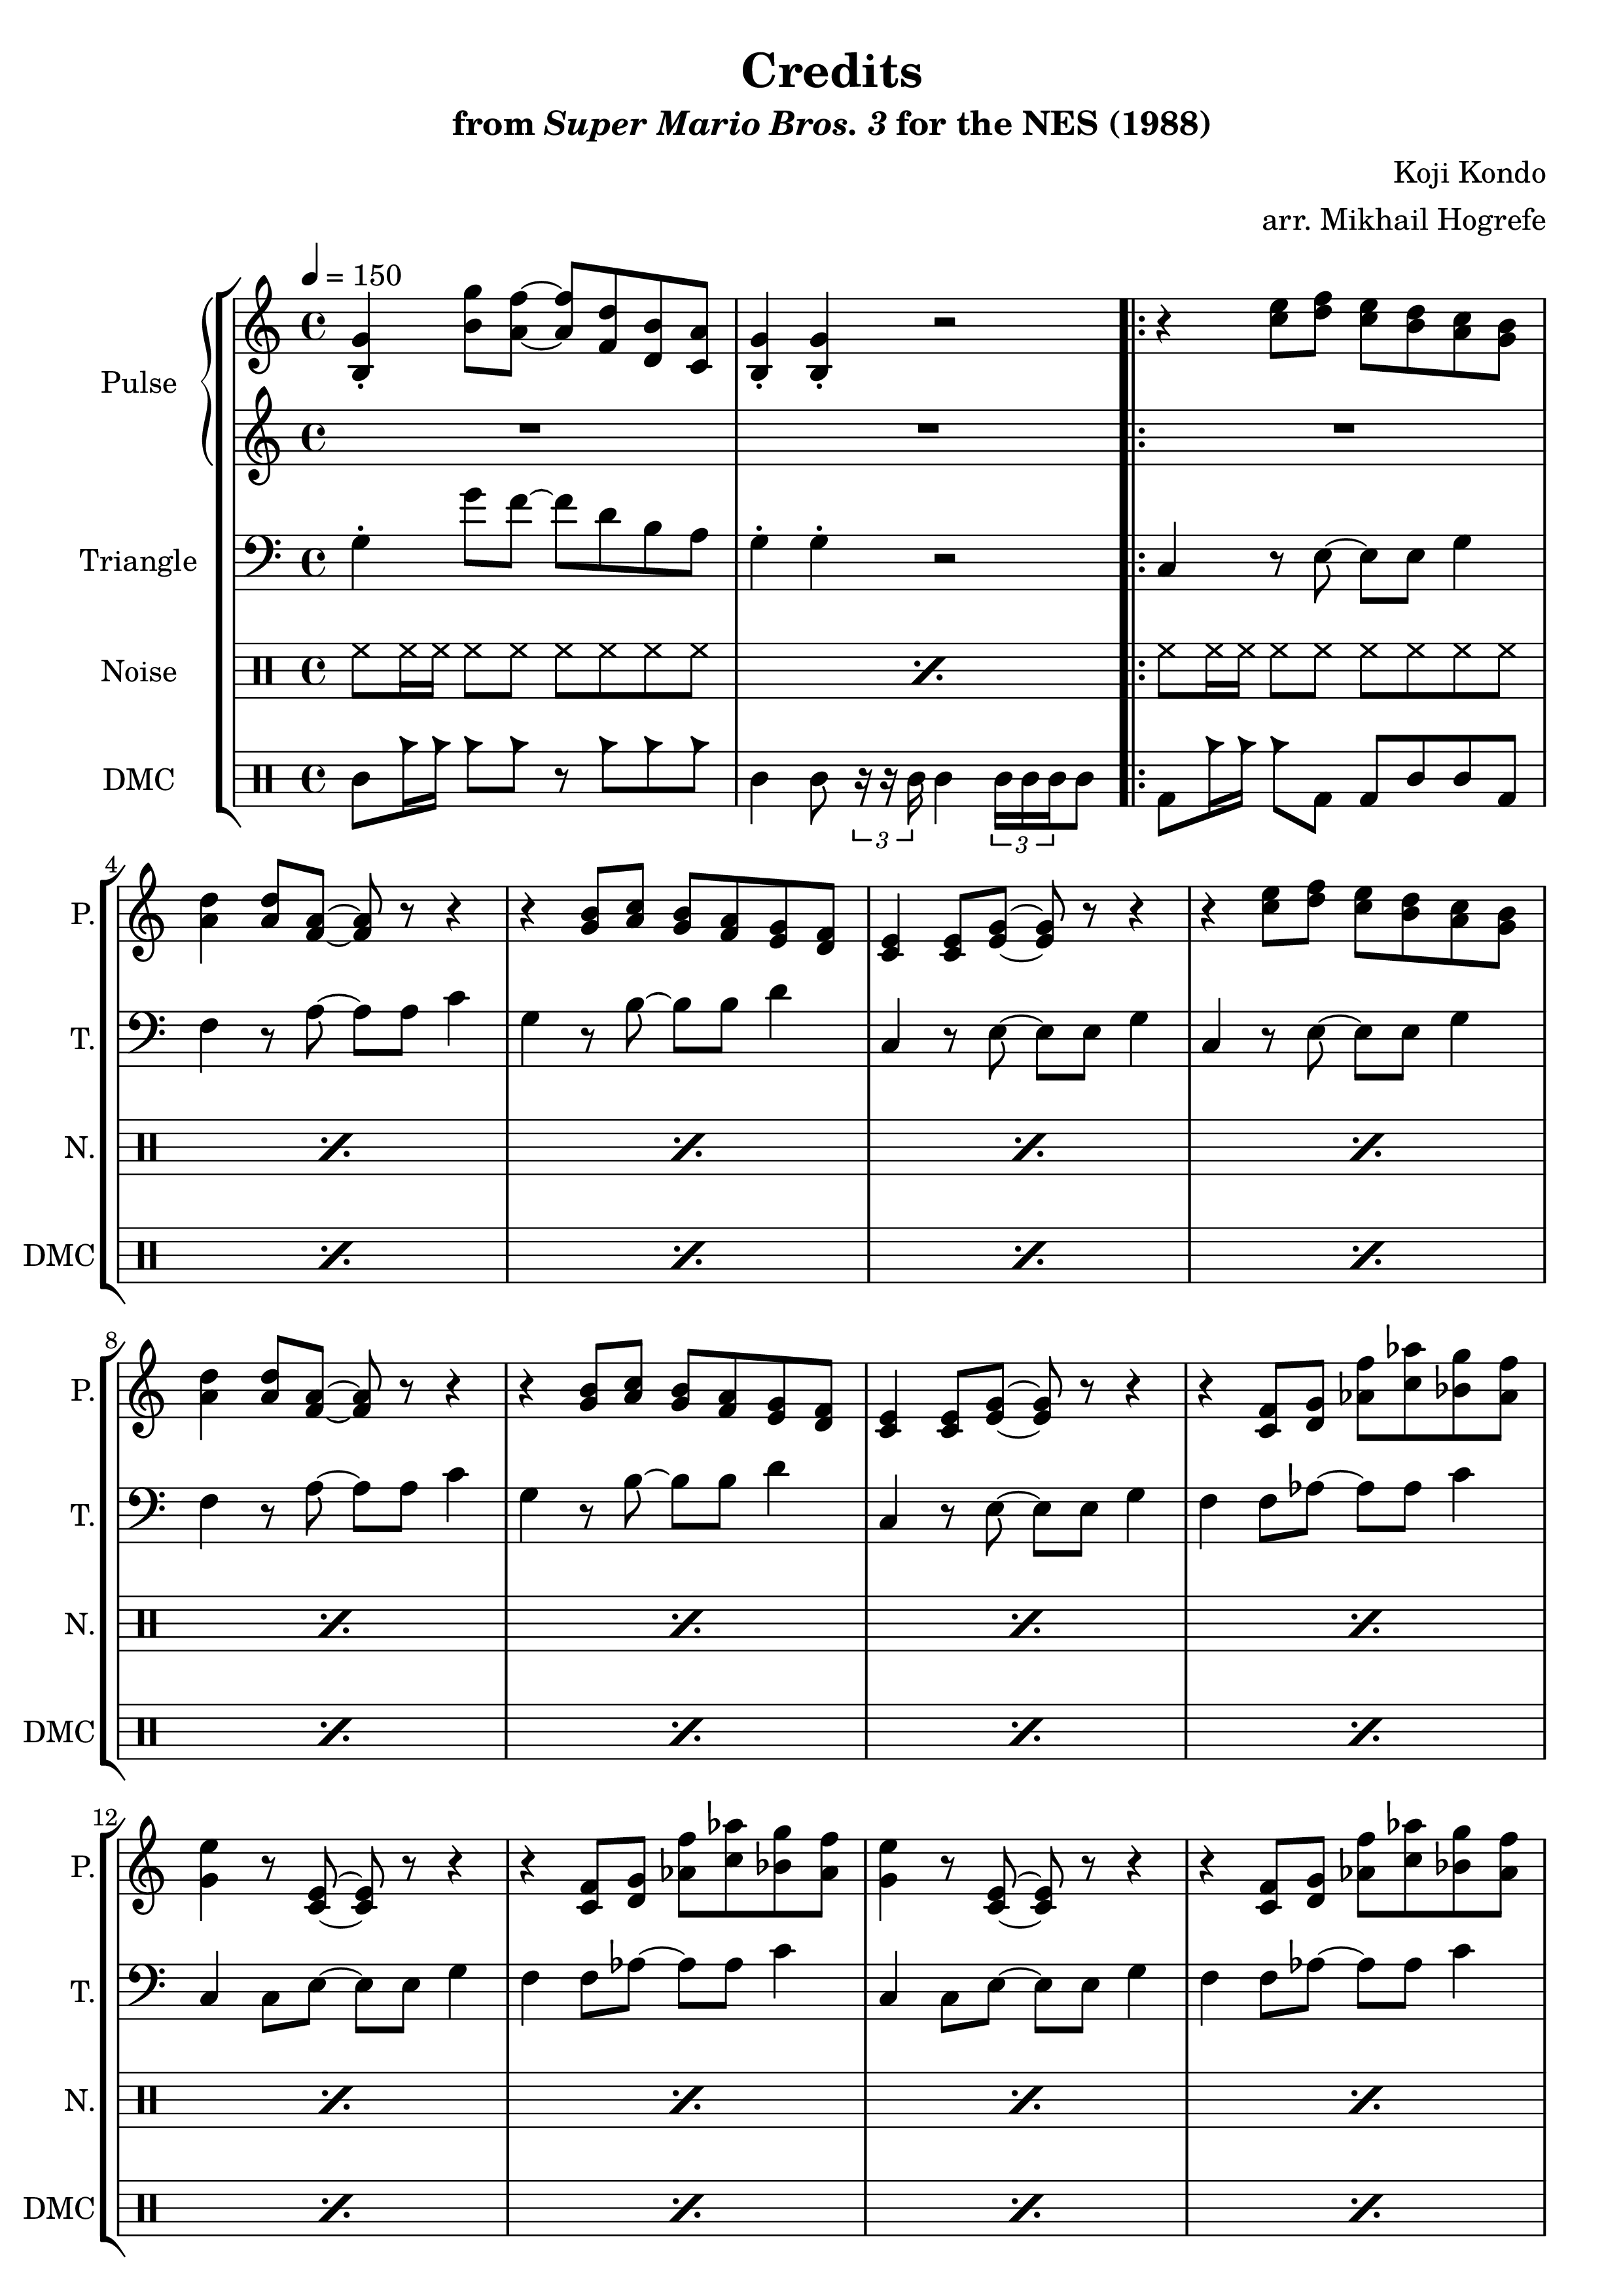 Credits
from Super Mario Bros. 3 for the NES (1988)
Koji Kondo
arr. Mikhail Hogrefe
♩ = 150
Pulse
Triangle
Noise
DMC
3 3
4
P.
T.
N.
DMC
8
P.
T.
N.
DMC
12
P.
T.
N.
DMC